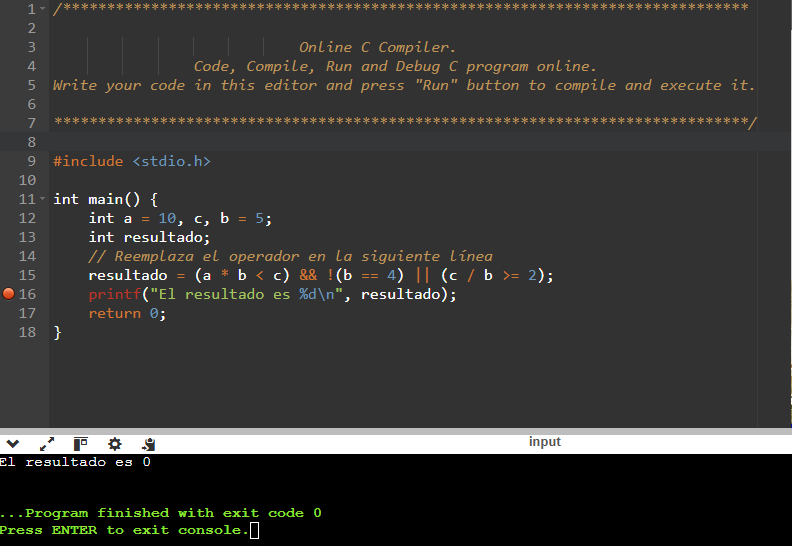 1 /******************************************************************************
2
3 Online C Compiler.
4 Code, Compile, Run and Debug C program online.
5 Write your code in this editor and press "Run" button to compile and execute it.
6
7 *******************************************************************************/
8
9 #include <stdio.h>
10
11 int main() {
12 int a = 10, c, b = 5;
13 int resultado;
14 // Reemplaza el operador en la siguiente línea
15 resultado = (a * b < c) && !(b == 4) || (c / b >= 2);
16 printf("El resultado es %d\n", resultado);
17 return 0;
18 }
input
El resultado es 0
...Program finished with exit code 0
Press ENTER to exit console.